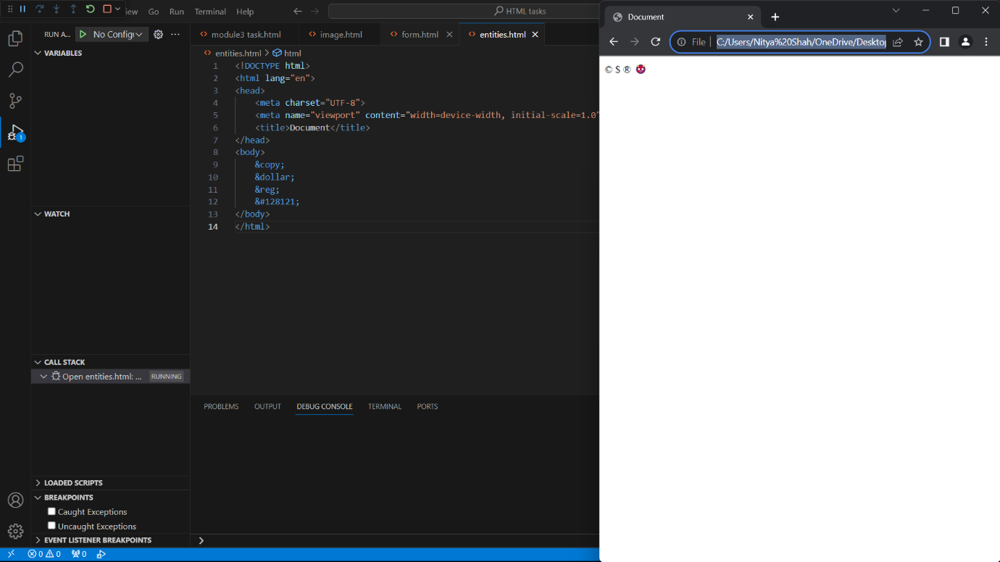 iew Go Run Terminal Help
HTML tasks
RUN A... No Config
VARIABLES
WATCH
CALL STACK
Open entities.html: ... RUNNING
LOADED SCRIPTS
BREAKPOINTS
Caught Exceptions
Uncaught Exceptions
EVENT LISTENER BREAKPOINTS
1
0 0 0
module3 task.html image.html form.html entities.html
entities.html > html
1 <!DOCTYPE html>
2 <html lang="en">
3 <head>
4 <meta charset="UTF-8">
5 <meta name="viewport" content="width=device-width, initial-scale=1.0"
6 <title>Document</title>
7 </head>
8 <body>
9 &copy;
10 &dollar;
11 &reg;
12 &#128121;
13 </body>
14 </html>
PROBLEMS OUTPUT DEBUG CONSOLE TERMINAL PORTS
Document
File | C:/Users/Nitya%20Shah/OneDrive/Desktop
© $ ® 👹